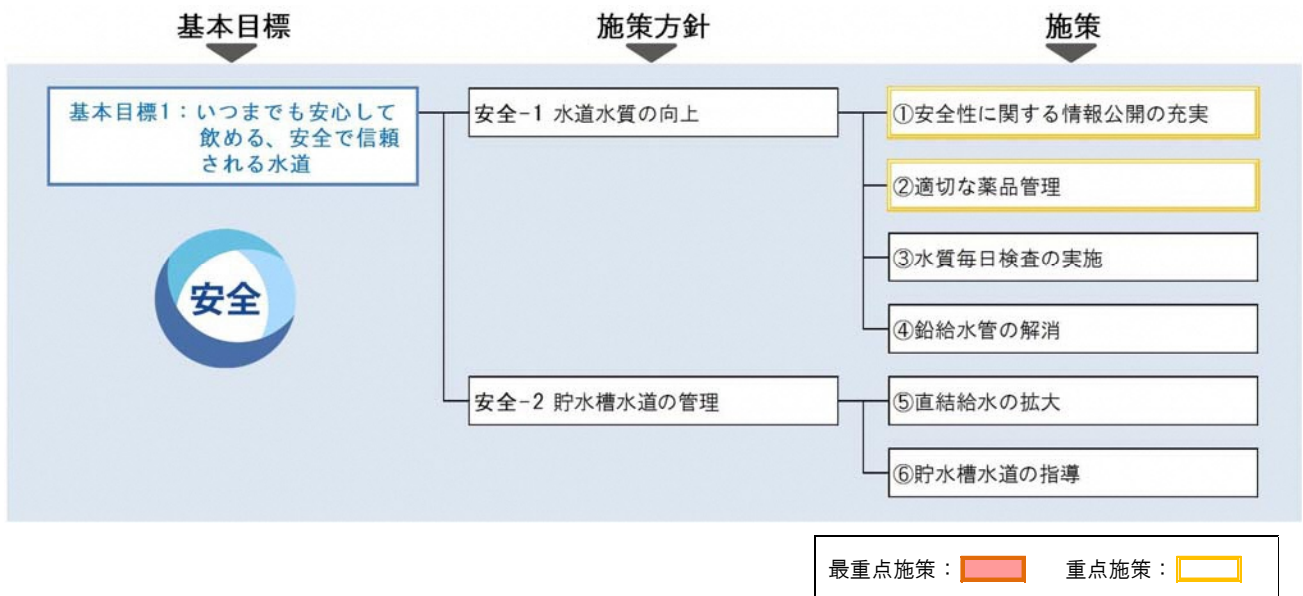 基本目標
施策方針
施策
基本目標1：いつまでも安心して
飲める、安全で信頼
される水道
安全
安全-1 水道水質の向上
①安全性に関する情報公開の充実
②適切な薬品管理
③水質毎日検査の実施
④鉛給水管の解消
安全-2 貯水槽水道の管理
⑤直結給水の拡大
⑥貯水槽水道の指導
最重点施策：
重点施策：